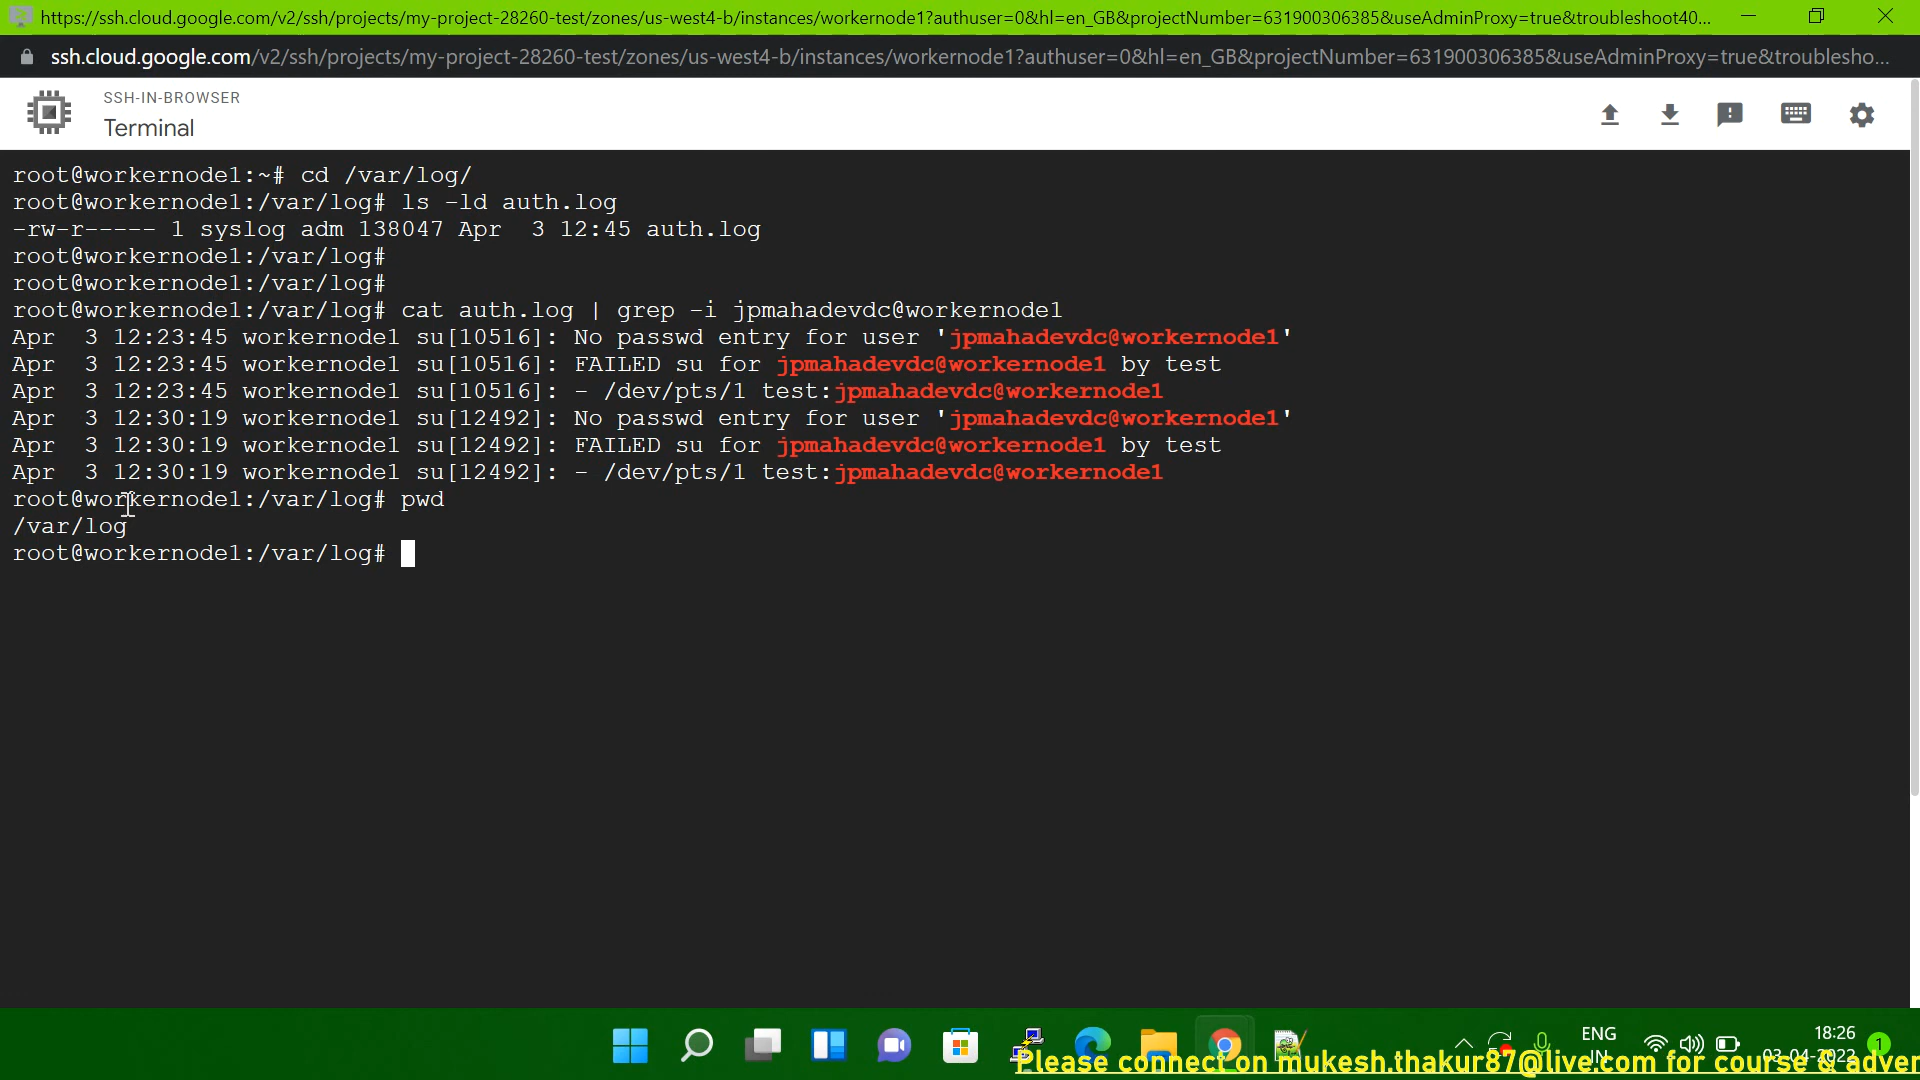 https://ssh.cloud.google.com/v2/ssh/projects/my-project-28260-test/zones/us-west4-b/instances/workernode1?authuser=0&hl=en_GB&projectNumber=631900306385&useAdminProxy=true&troubleshoot40...
ssh.cloud.google.com/v2/ssh/projects/my-project-28260-test/zones/us-west4-b/instances/workernode1?authuser=0&hl=en_GB&projectNumber=631900306385&useAdminProxy=true&troublesho...
SSH-IN-BROWSER
Terminal
root@workernode1:~# cd /var/log/
root@workernode1:/var/log# ls -ld auth.log
-rw-r----- 1 syslog adm 138047 Apr  3 12:45 auth.log
root@workernode1:/var/log#
root@workernode1:/var/log#
root@workernode1:/var/log# cat auth.log | grep -i jpmahadevdc@workernode1
Apr  3 12:23:45 workernode1 su[10516]: No passwd entry for user 'jpmahadevdc@workernode1'
Apr  3 12:23:45 workernode1 su[10516]: FAILED su for jpmahadevdc@workernode1 by test
Apr  3 12:23:45 workernode1 su[10516]: - /dev/pts/1 test:jpmahadevdc@workernode1
Apr  3 12:30:19 workernode1 su[12492]: No passwd entry for user 'jpmahadevdc@workernode1'
Apr  3 12:30:19 workernode1 su[12492]: FAILED su for jpmahadevdc@workernode1 by test
Apr  3 12:30:19 workernode1 su[12492]: - /dev/pts/1 test:jpmahadevdc@workernode1
root@workernode1:/var/log# pwd
/var/log
root@workernode1:/var/log#
ENG
IN
18:26
03-04-2022
1
Please connect on mukesh.thakur87@live.com for course & adver